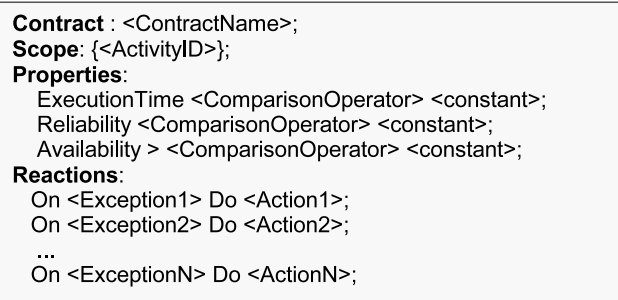 Contract : <ContractName>;
Scope: {<ActivityID>};
Properties:
ExecutionTime <ComparisonOperator> <constant>;
Reliability <ComparisonOperator> <constant>;
Availability > <ComparisonOperator> <constant>;
Reactions:
On <Exception1> Do <Action1>;
On <Exception2> Do <Action2>;
...
On <ExceptionN> Do <ActionN>;